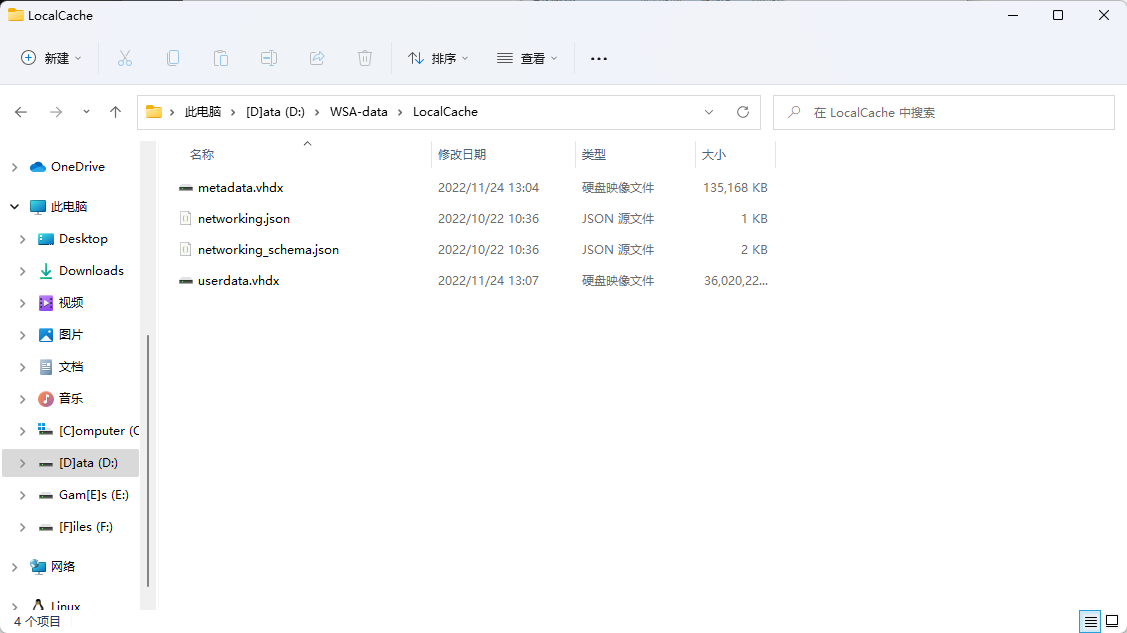 LocalCache
新建
排序
查看
此电脑 [D]ata (D:) WSA-data LocalCache
在 LocalCache 中搜索
OneDrive
此电脑
Desktop
Downloads
视频
图片
文档
音乐
[C]omputer (C
[D]ata (D:)
Gam[E]s (E:)
[F]iles (F:)
网络
Linux
名称 修改日期 类型 大小
metadata.vhdx 2022/11/24 13:04 硬盘映像文件 135,168 KB
networking.json 2022/10/22 10:36 JSON 源文件 1 KB
networking_schema.json 2022/10/22 10:36 JSON 源文件 2 KB
userdata.vhdx 2022/11/24 13:07 硬盘映像文件 36,020,22...
4 个项目